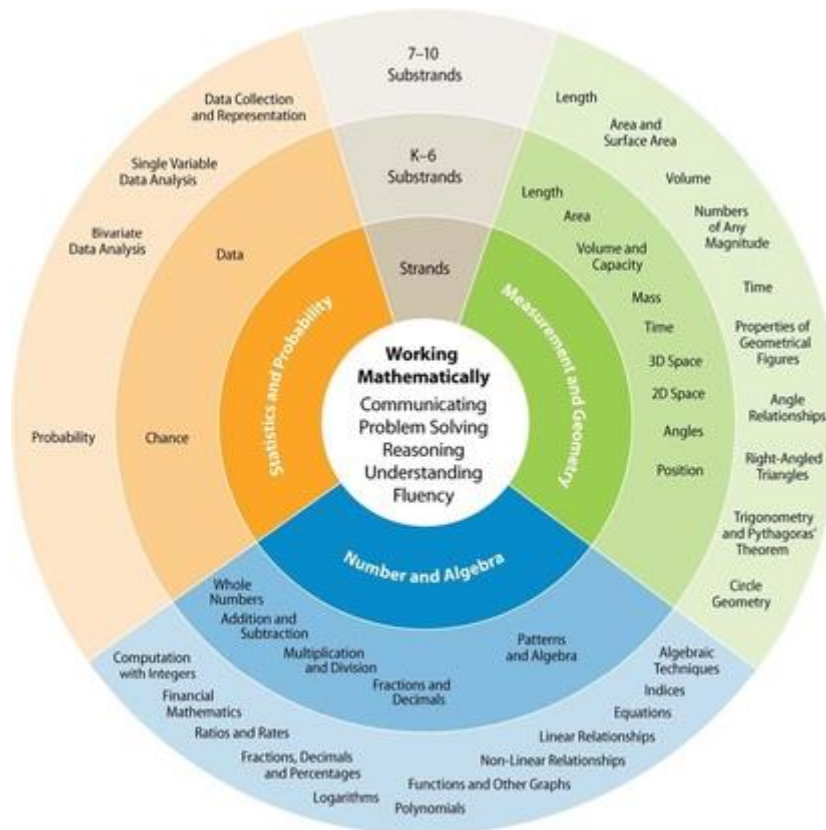 7–10
Substrands
K–6
Substrands
Strands
Working
Mathematically
Communicating
Problem Solving
Reasoning
Understanding
Fluency
Measurement and Geometry
Length
Area
Volume and
Capacity
Mass
Time
3D Space
2D Space
Angles
Position
Length
Area and
Surface Area
Volume
Numbers
of Any
Magnitude
Time
Properties of
Geometrical
Figures
Angle
Relationships
Right-Angled
Triangles
Trigonometry
and Pythagoras'
Theorem
Circle
Geometry
Number and Algebra
Whole
Numbers
Addition and
Subtraction
Multiplication
and Division
Fractions and
Decimals
Patterns
and Algebra
Computation
with Integers
Financial
Mathematics
Ratios and Rates
Fractions, Decimals
and Percentages
Logarithms
Polynomials
Functions and Other Graphs
Non-Linear Relationships
Linear Relationships
Equations
Indices
Algebraic
Techniques
Statistics and Probability
Data
Chance
Data Collection
and Representation
Single Variable
Data Analysis
Bivariate
Data Analysis
Probability